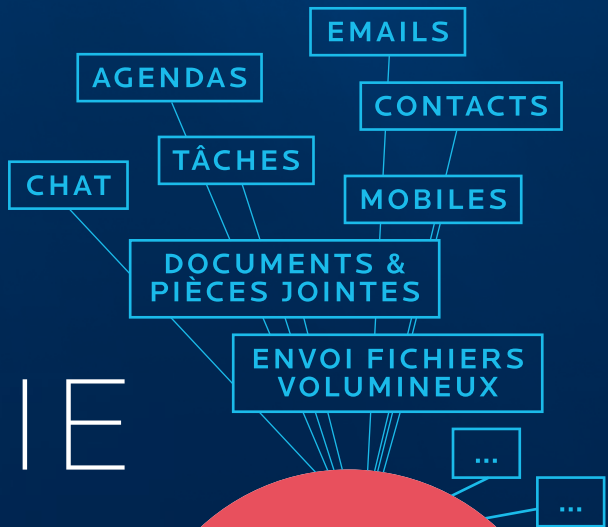 EMAILS
AGENDAS
CONTACTS
TÂCHES
CHAT
MOBILES
DOCUMENTS &
PIÈCES JOINTES
ENVOI FICHIERS
VOLUMINEUX
IE
...
...